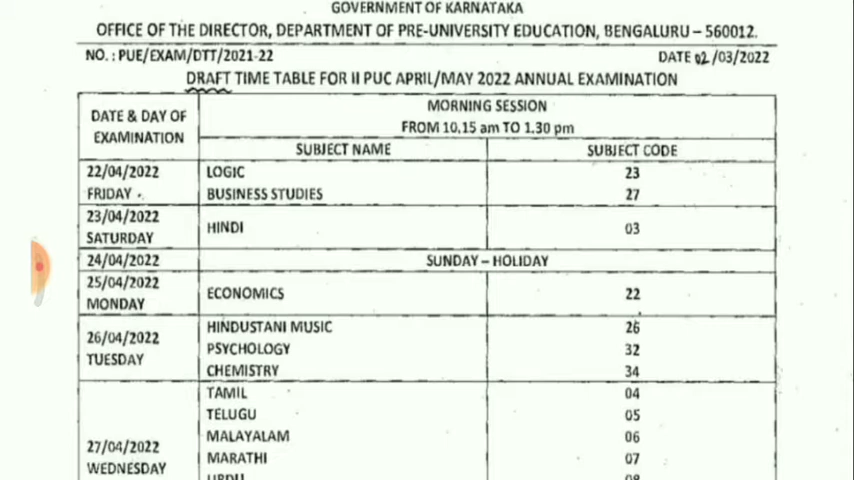 GOVERNMENT OF KARNATAKA
OFFICE OF THE DIRECTOR, DEPARTMENT OF PRE-UNIVERSITY EDUCATION, BENGALURU – 560012.
NO. : PUE/EXAM/DTT/2021-22 DATE 02/03/2022
DRAFT TIME TABLE FOR II PUC APRIL/MAY 2022 ANNUAL EXAMINATION
DATE & DAY OF EXAMINATION
MORNING SESSION
FROM 10.15 am TO 1.30 pm
SUBJECT NAME SUBJECT CODE
22/04/2022 LOGIC 23
FRIDAY BUSINESS STUDIES 27
23/04/2022
SATURDAY
HINDI 03
24/04/2022 SUNDAY – HOLIDAY
25/04/2022
MONDAY
ECONOMICS 22
26/04/2022
TUESDAY
HINDUSTANI MUSIC 26
PSYCHOLOGY 32
CHEMISTRY 34
27/04/2022
WEDNESDAY
TAMIL 04
TELUGU 05
MALAYALAM 06
MARATHI 07
URDU 08